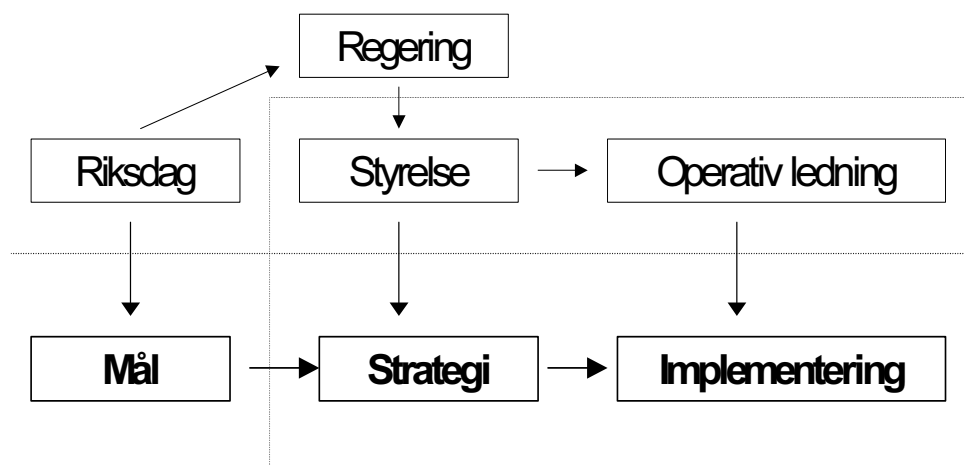 Regering
Riksdag
Styrelse
Operativ ledning
Mål
Strategi
Implementering